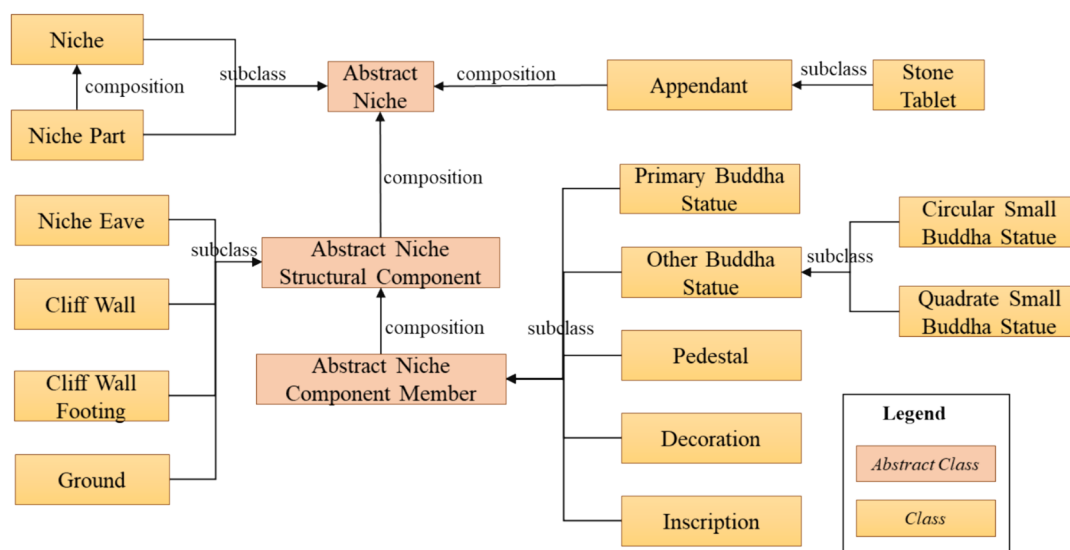 Niche
subclass
composition
Niche Part
Abstract
Niche
composition
Appendant
subclass
Stone
Tablet
composition
Niche Eave
subclass
Cliff Wall
Cliff Wall
Footing
Ground
Abstract Niche
Structural Component
composition
Abstract Niche
Component Member
subclass
Primary Buddha
Statue
Other Buddha
Statue
subclass
Circular Small
Buddha Statue
Quadrate Small
Buddha Statue
Pedestal
Decoration
Inscription
Legend
Abstract Class
Class